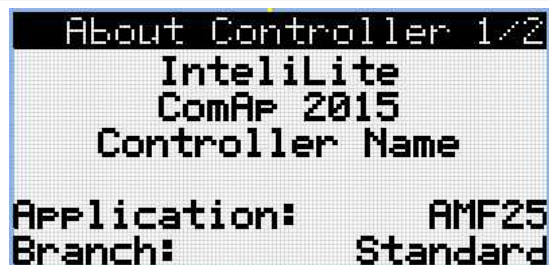 About Controller 1/2
InteliLite
ComAp 2015
Controller Name
Application: AMF25
Branch: Standard